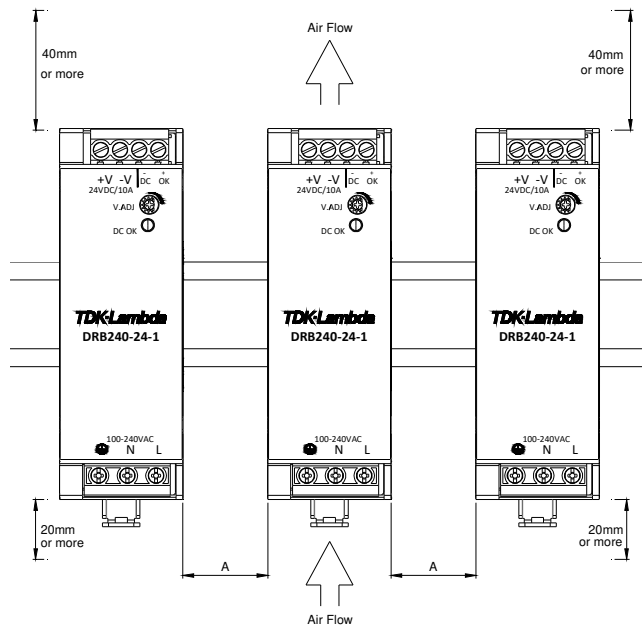 Air Flow
40mm
or more
40mm
or more
+V -V - DC + OK
24VDC/10A
V.ADJ
DC OK
TDK-Lambda
DRB240-24-1
100-240VAC
N L
+V -V - DC + OK
24VDC/10A
V.ADJ
DC OK
TDK-Lambda
DRB240-24-1
100-240VAC
N L
+V -V - DC + OK
24VDC/10A
V.ADJ
DC OK
TDK-Lambda
DRB240-24-1
100-240VAC
N L
20mm
or more
A
A
20mm
or more
Air Flow